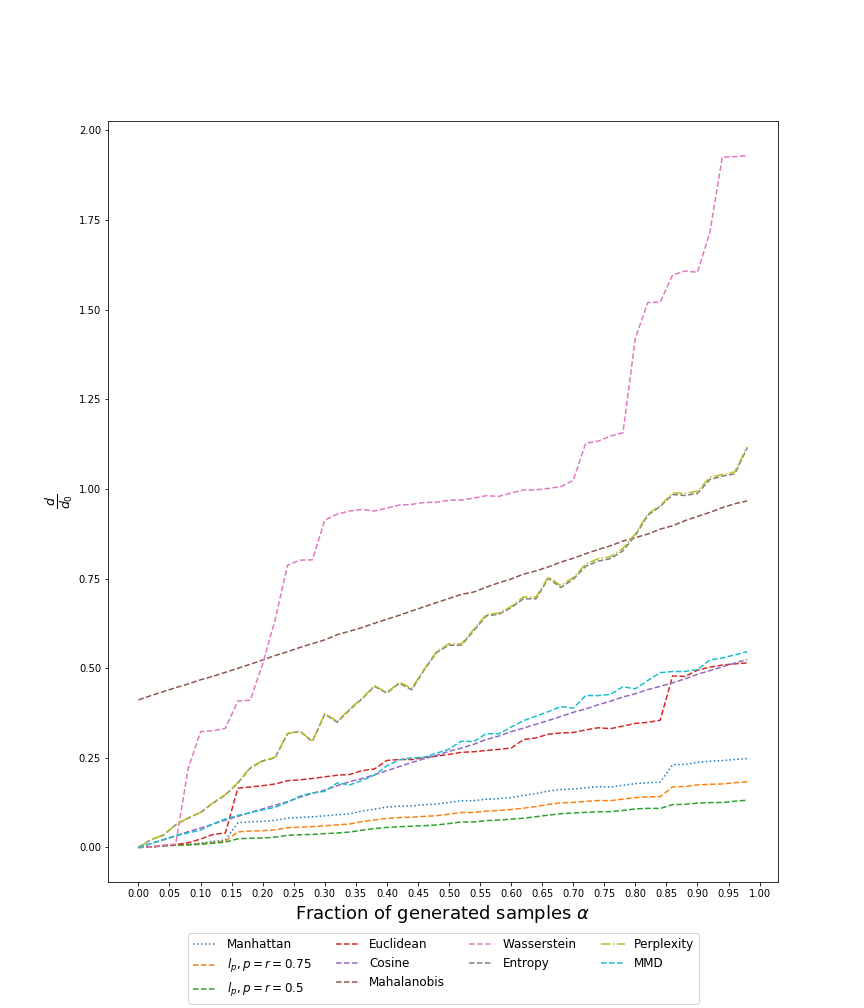 2.00
1.75
1.50
1.25
1.00
0.75
0.50
0.25
0.00
d/d₀
0.00 0.05 0.10 0.15 0.20 0.25 0.30 0.35 0.40 0.45 0.50 0.55 0.60 0.65 0.70 0.75 0.80 0.85 0.90 0.95 1.00
Fraction of generated samples α
Manhattan Euclidean Wasserstein Perplexity
lₚ, p = r = 0.75 Cosine Entropy MMD
lₚ, p = r = 0.5 Mahalanobis